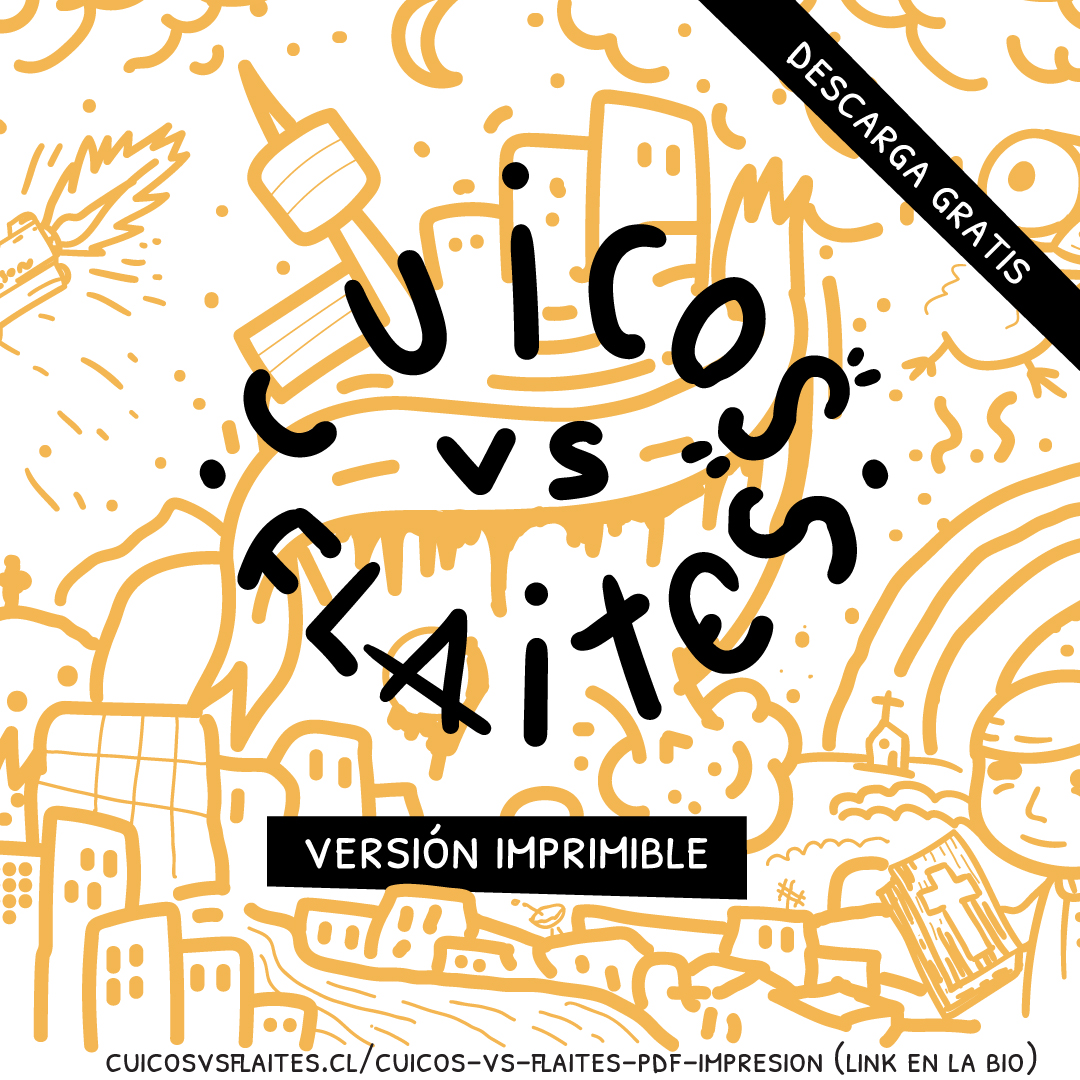 DESCARGA GRATIS
CUICOS
VS
FLAITES
VERSIÓN IMPRIMIBLE
CUICOSVSFLAITES.CL/CUICOS-VS-FLAITES-PDF-IMPRESION (LINK EN LA BIO)